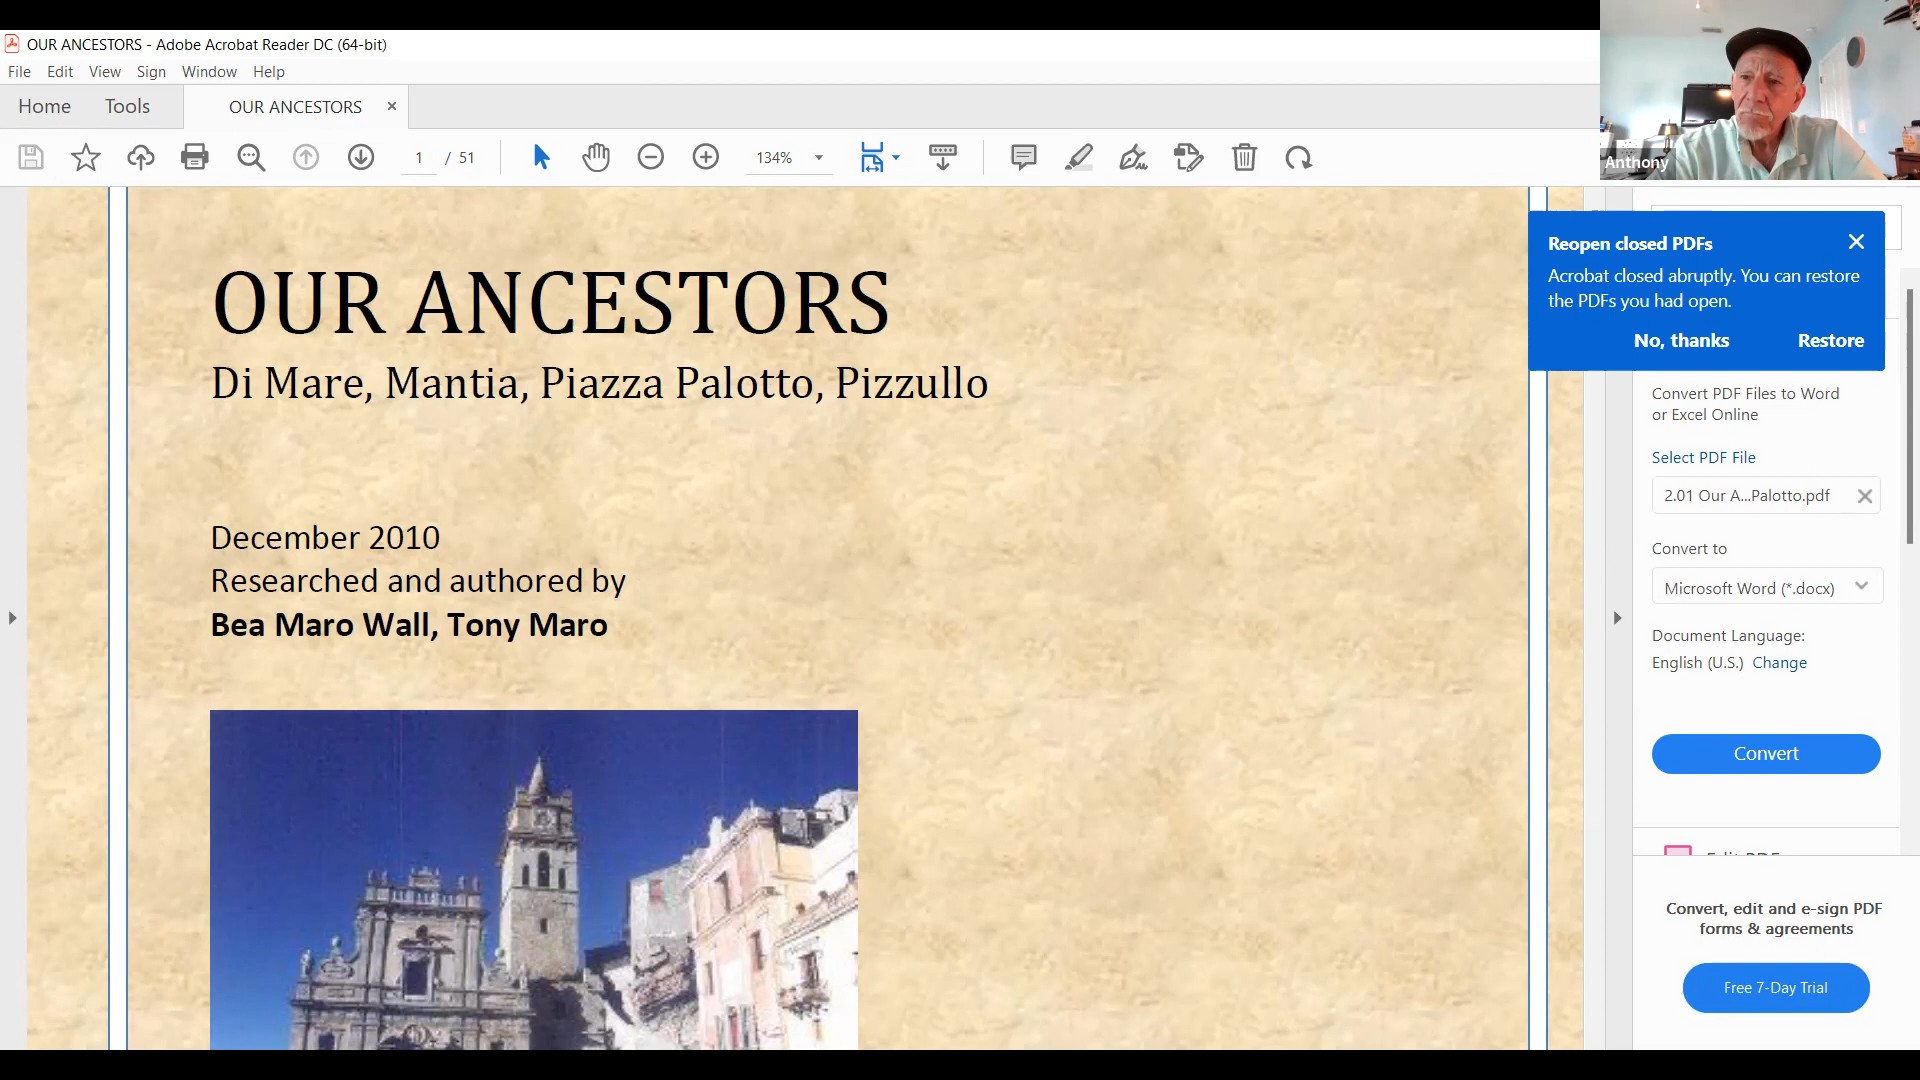 OUR ANCESTORS - Adobe Acrobat Reader DC (64-bit)
File Edit View Sign Window Help
Home Tools OUR ANCESTORS
1 / 51 134%
Anthony
OUR ANCESTORS
Di Mare, Mantia, Piazza Palotto, Pizzullo
December 2010
Researched and authored by
Bea Maro Wall, Tony Maro
Reopen closed PDFs
Acrobat closed abruptly. You can restore
the PDFs you had open.
No, thanks Restore
Convert PDF Files to Word
or Excel Online
Select PDF File
2.01 Our A...Palotto.pdf
Convert to
Microsoft Word (*.docx)
Document Language:
English (U.S.) Change
Convert
Convert, edit and e-sign PDF
forms & agreements
Free 7-Day Trial